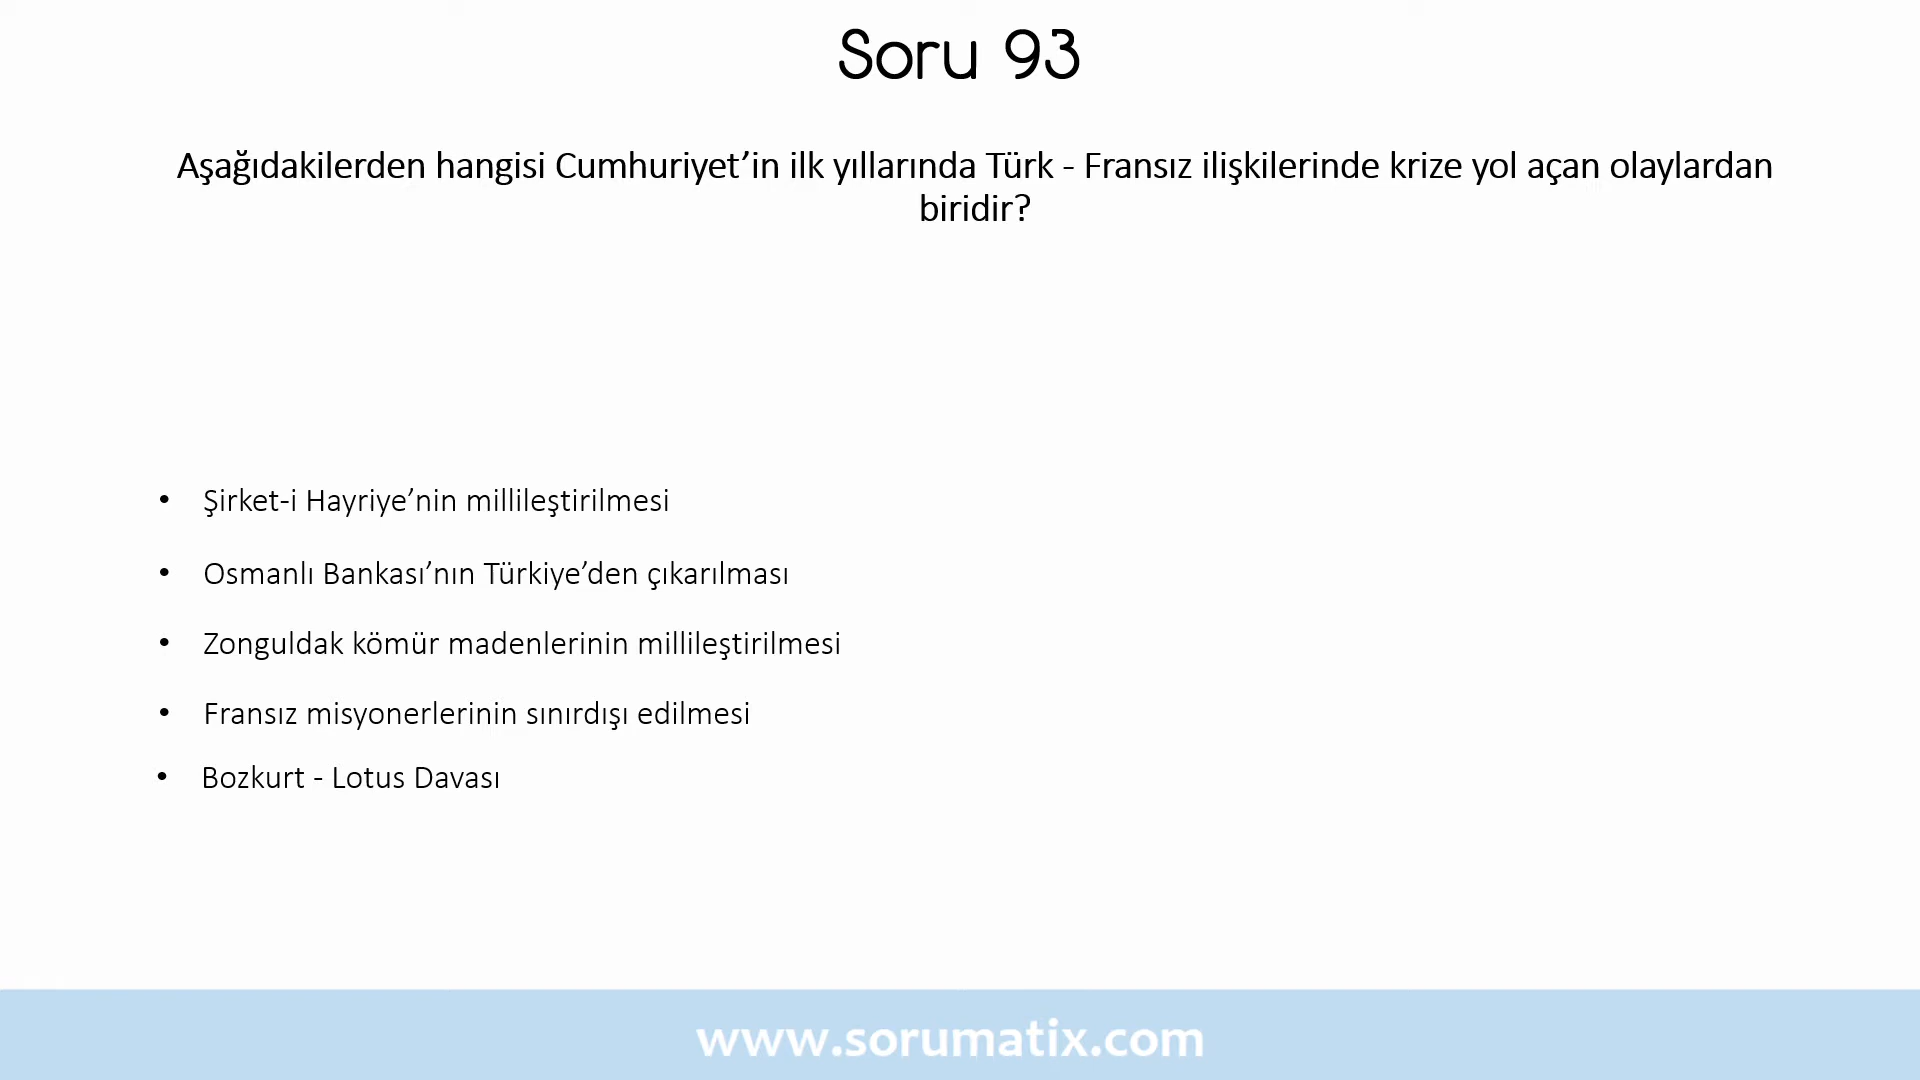 Soru 93
Aşağıdakilerden hangisi Cumhuriyet’in ilk yıllarında Türk - Fransız ilişkilerinde krize yol açan olaylardan
biridir?
• Şirket-i Hayriye’nin millileştirilmesi
• Osmanlı Bankası’nın Türkiye’den çıkarılması
• Zonguldak kömür madenlerinin millileştirilmesi
• Fransız misyonerlerinin sınırdışı edilmesi
• Bozkurt - Lotus Davası
www.sorumatix.com